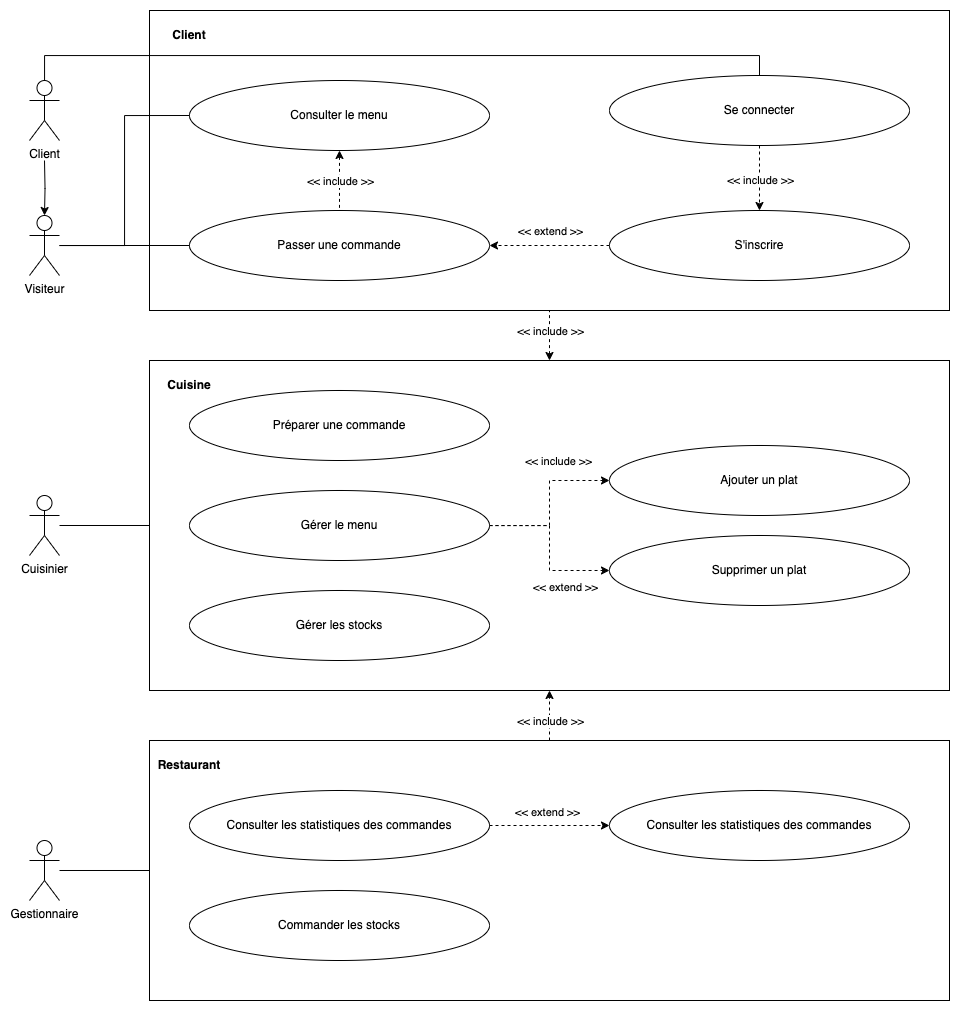 Client
Client
Consulter le menu
Se connecter
<< include >>
<< include >>
Visiteur
Passer une commande
<< extend >>
S'inscrire
<< include >>
Cuisine
Préparer une commande
<< include >>
Ajouter un plat
Cuisinier
Gérer le menu
Supprimer un plat
<< extend >>
Gérer les stocks
<< include >>
Restaurant
Consulter les statistiques des commandes
<< extend >>
Consulter les statistiques des commandes
Gestionnaire
Commander les stocks